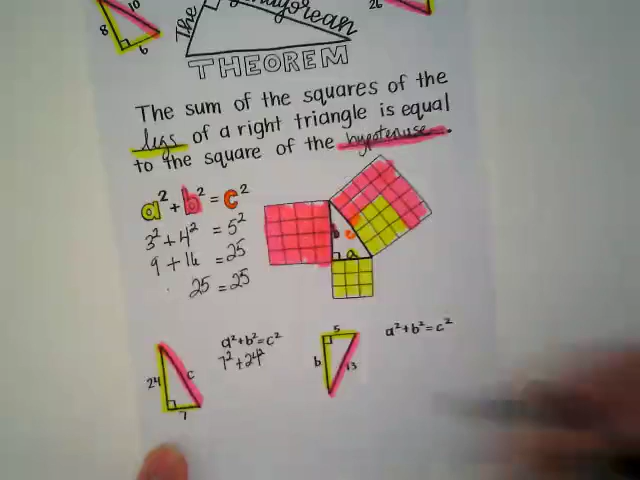 10
8
6
26
The
THEOREM
The sum of the squares of the
legs of a right triangle is equal
to the square of the hypotenuse.
a² + b² = c²
3² + 4² = 5²
9 + 16 = 25
25 = 25
b c
a
24 c
7
a²+b²=c²
7²+24²
5
b 13
a²+b²=c²